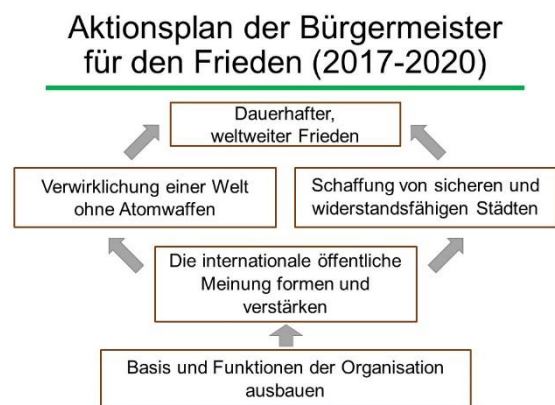 Aktionsplan der Bürgermeister
für den Frieden (2017-2020)
Dauerhafter,
weltweiter Frieden
Verwirklichung einer Welt
ohne Atomwaffen
Schaffung von sicheren und
widerstandsfähigen Städten
Die internationale öffentliche
Meinung formen und
verstärken
Basis und Funktionen der Organisation
ausbauen